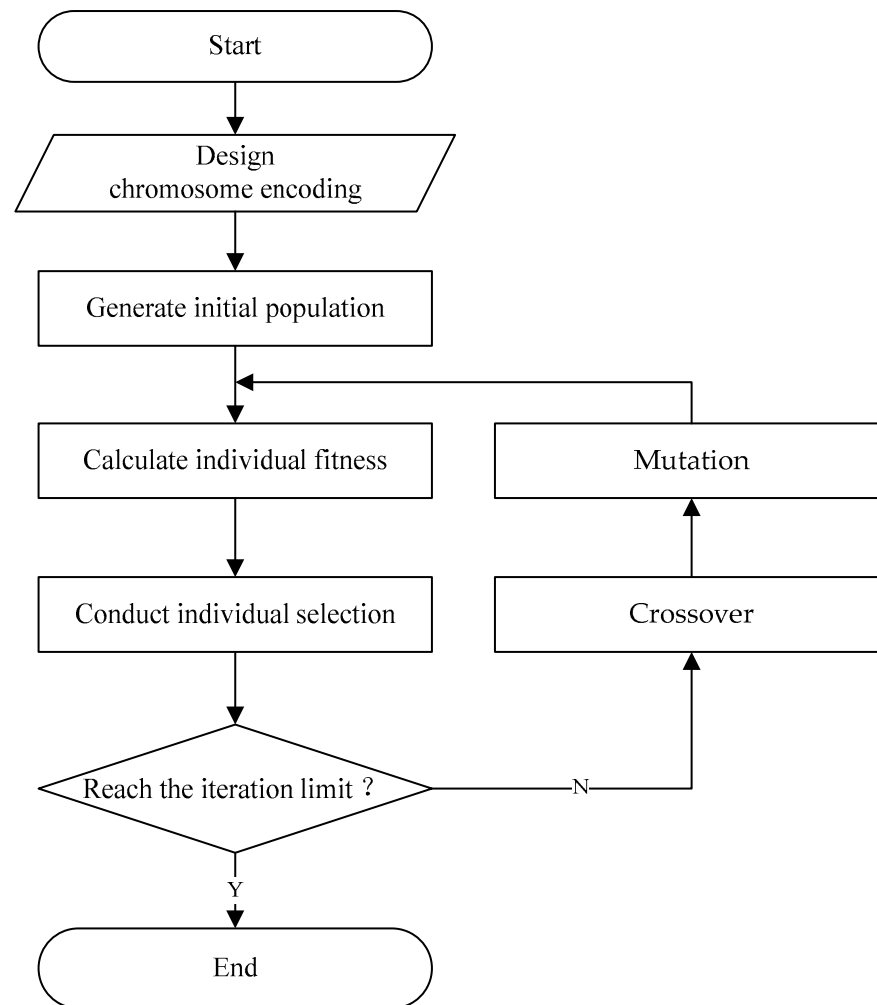 Start
Design
chromosome encoding
Generate initial population
Calculate individual fitness
Mutation
Conduct individual selection
Crossover
Reach the iteration limit？
N
Y
End